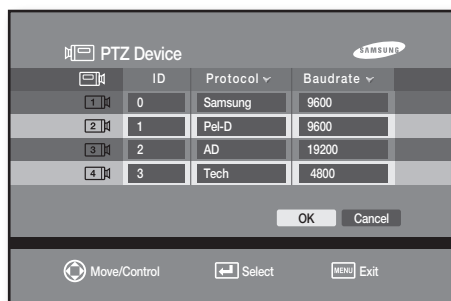 PTZ Device
SAMSUNG
ID Protocol Baudrate
1 0 Samsung 9600
2 1 Pel-D 9600
3 2 AD 19200
4 3 Tech 4800
OK Cancel
Move/Control Select MENU Exit